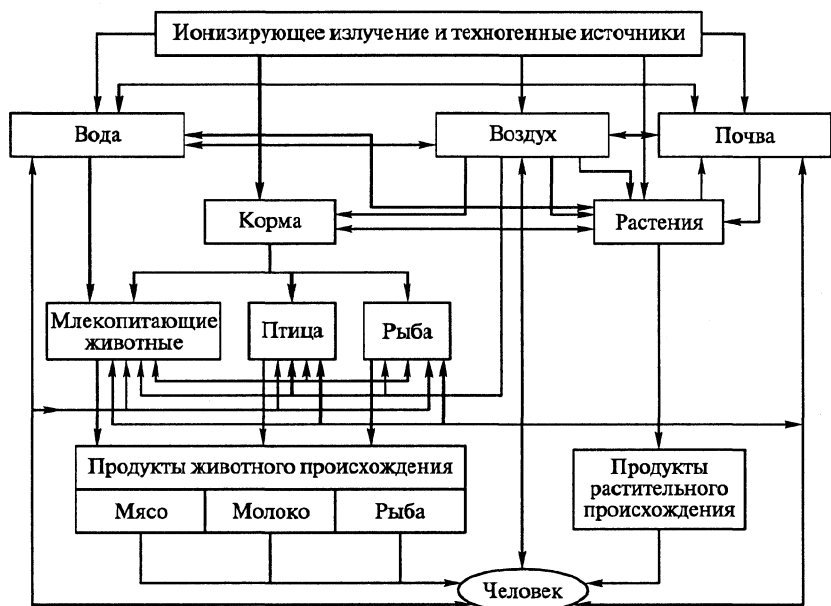 Ионизирующее излучение и техногенные источники
Вода
Воздух
Почва
Корма
Растения
Млекопитающие
животные
Птица
Рыба
Продукты животного происхождения
Мясо
Молоко
Рыба
Продукты
растительного
происхождения
Человек